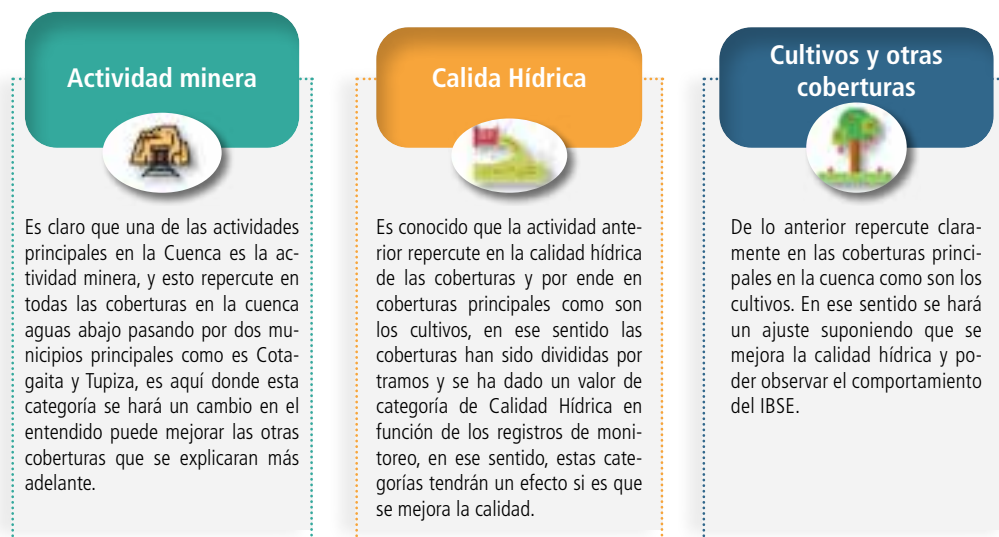 Actividad minera
Es claro que una de las actividades
principales en la Cuenca es la ac-
tividad minera, y esto repercute en
todas las coberturas en la cuenca
aguas abajo pasando por dos mu-
nicipios principales como es Cota-
gaita y Tupiza, es aquí donde esta
categoría se hará un cambio en el
entendido puede mejorar las otras
coberturas que se explicaran más
adelante.
Calida Hídrica
Es conocido que la actividad ante-
rior repercute en la calidad hídrica
de las coberturas y por ende en
coberturas principales como son
los cultivos, en ese sentido las
coberturas han sido divididas por
tramos y se ha dado un valor de
categoría de Calidad Hídrica en
función de los registros de moni-
toreo, en ese sentido, estas cate-
gorías tendrán un efecto si es que
se mejora la calidad.
Cultivos y otras
coberturas
De lo anterior repercute clara-
mente en las coberturas princi-
pales en la cuenca como son los
cultivos. En ese sentido se hará
un ajuste suponiendo que se
mejora la calidad hídrica y po-
der observar el comportamiento
del IBSE.